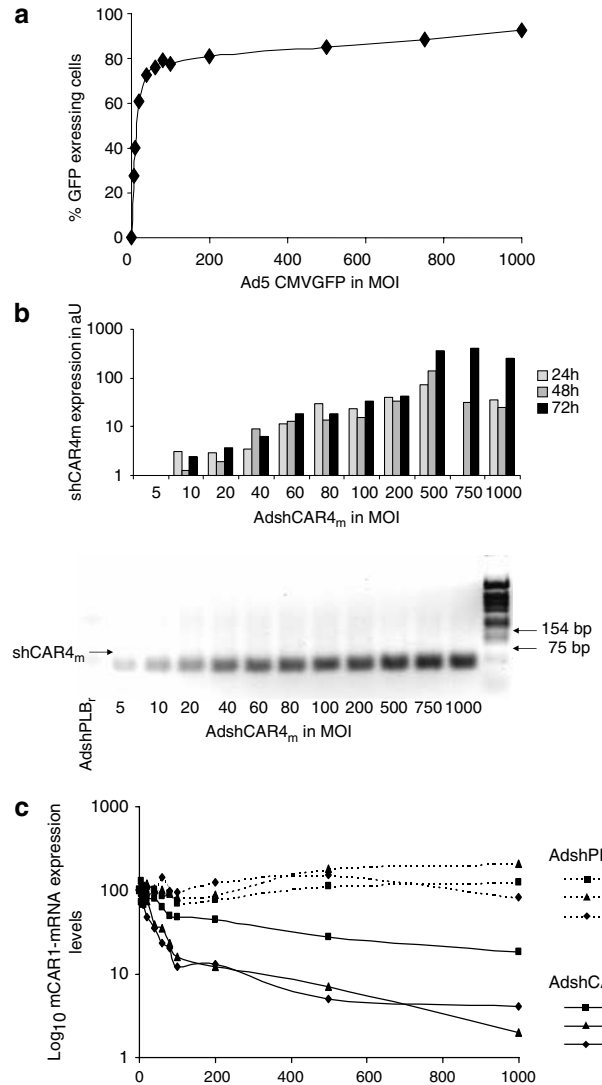 a
100
80
60
40
20
0
% GFP exressing cells
0 200 400 600 800 1000
Ad5 CMVGFP in MOI
b
1000
100
10
1
shCAR4m expression in aU
24h
48h
72h
5 10 20 40 60 80 100 200 500 750 1000
AdshCAR4m in MOI
shCAR4m
154 bp
75 bp
AdshPLBr
5 10 20 40 60 80 100 200 500 750 1000
AdshCAR4m in MOI
c
1000
100
10
1
Log10 mCAR1-mRNA expression
levels
0 200 400 600 800 1000
AdshPL
AdshCA